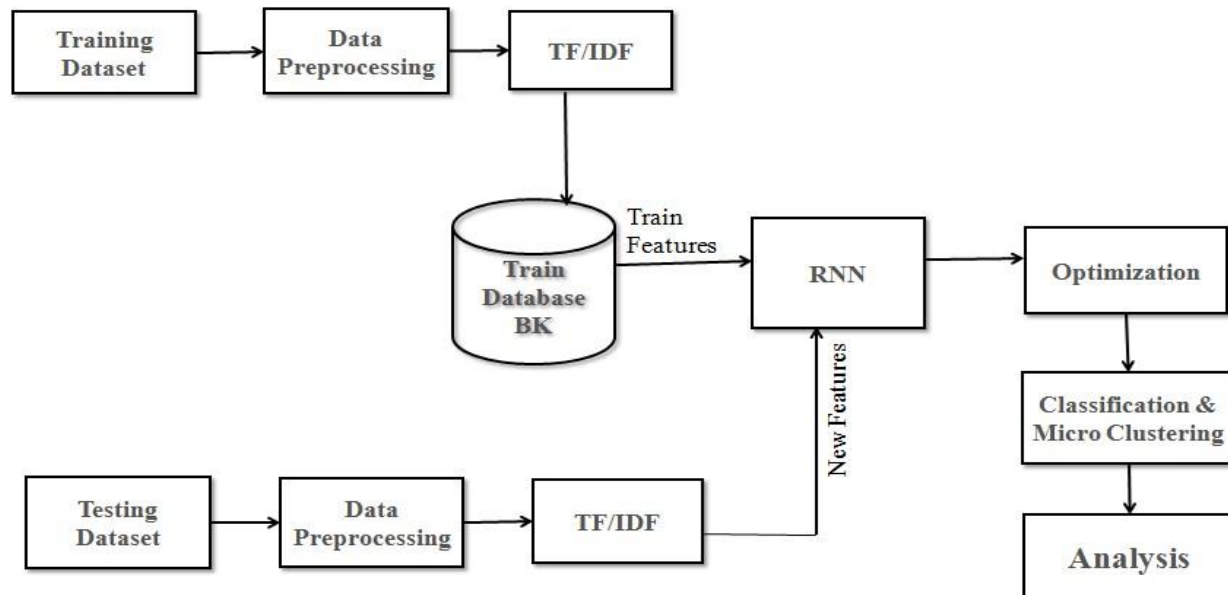 Training
Dataset
Data
Preprocessing
TF/IDF
Train
Features
Train
Database
BK
RNN
Optimization
New Features
Classification &
Micro Clustering
Testing
Dataset
Data
Preprocessing
TF/IDF
Analysis